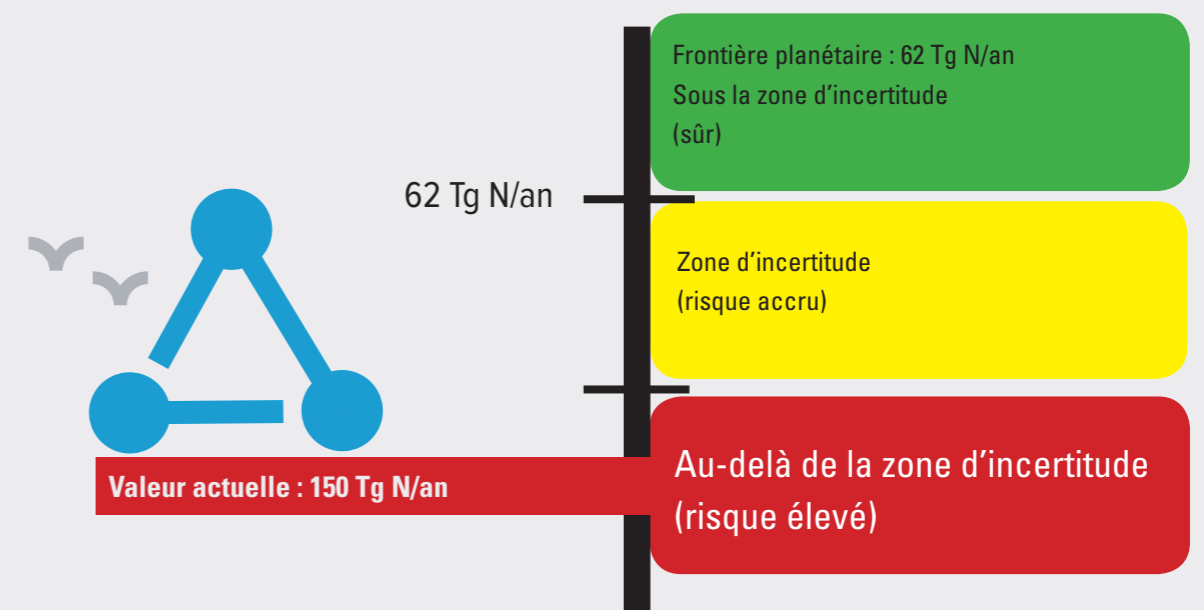 Frontière planétaire : 62 Tg N/an
Sous la zone d’incertitude
(sûr)
62 Tg N/an
Zone d’incertitude
(risque accru)
Valeur actuelle : 150 Tg N/an
Au-delà de la zone d’incertitude
(risque élevé)